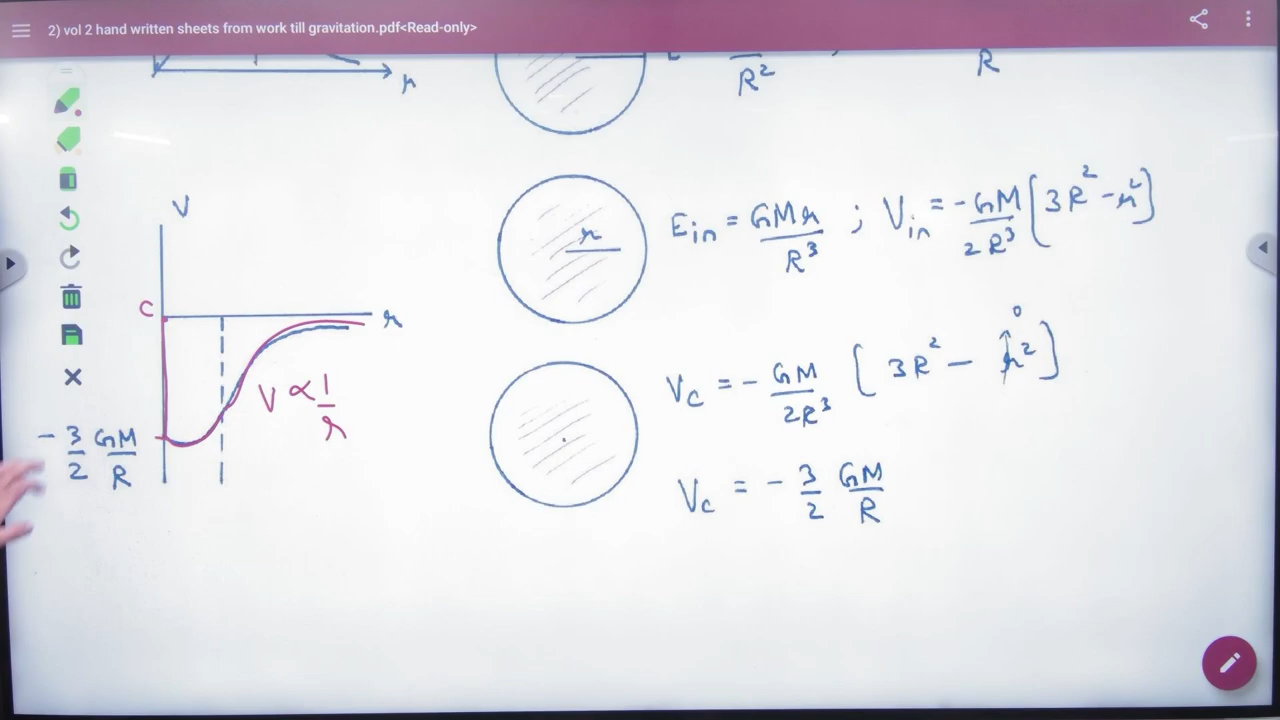 2) vol 2 hand written sheets from work till gravitation.pdf<Read-only>
r
R²
R
V
C
r
V ∝ 1/r
- 3/2 GM/R
r
E_in = GMr/R³ ; V_in = -GM/2R³ [3R² - r²]
0
V_C = - GM/2R³ [3R² - r²]
V_C = - 3/2 GM/R